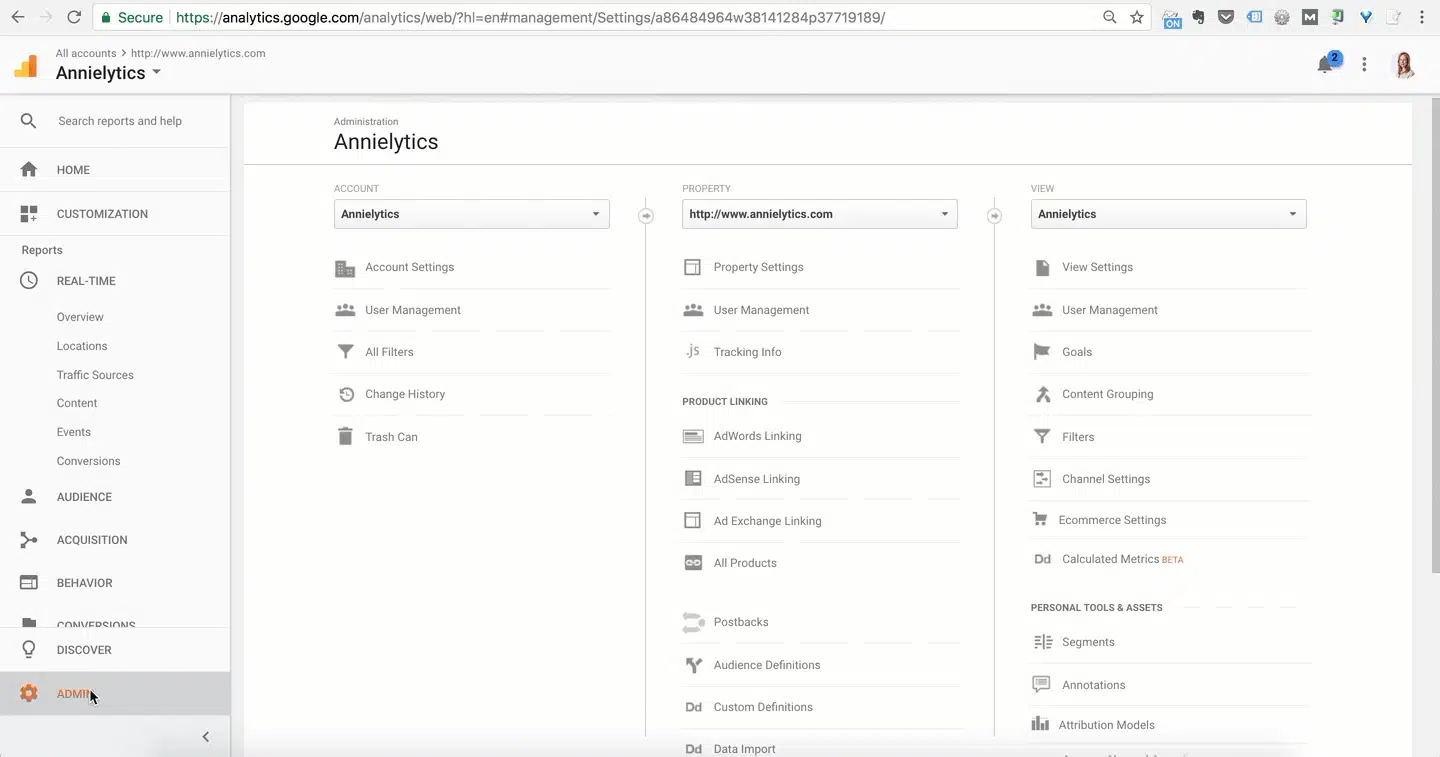 Secure
https://analytics.google.com/analytics/web/?hl=en#management/Settings/a86484964w38141284p37719189/
ON
M
All accounts > http://www.annielytics.com
Annielytics
2
Search reports and help
HOME
CUSTOMIZATION
Reports
REAL-TIME
Overview
Locations
Traffic Sources
Content
Events
Conversions
AUDIENCE
ACQUISITION
BEHAVIOR
CONVERSIONS
DISCOVER
ADMIN
Administration
Annielytics
ACCOUNT
Annielytics
Account Settings
User Management
All Filters
Change History
Trash Can
PROPERTY
http://www.annielytics.com
Property Settings
User Management
.js Tracking Info
PRODUCT LINKING
AdWords Linking
AdSense Linking
Ad Exchange Linking
All Products
Postbacks
Audience Definitions
Dd Custom Definitions
Dd Data Import
VIEW
Annielytics
View Settings
User Management
Goals
Content Grouping
Filters
Channel Settings
Ecommerce Settings
Dd Calculated Metrics BETA
PERSONAL TOOLS & ASSETS
Segments
Annotations
Attribution Models